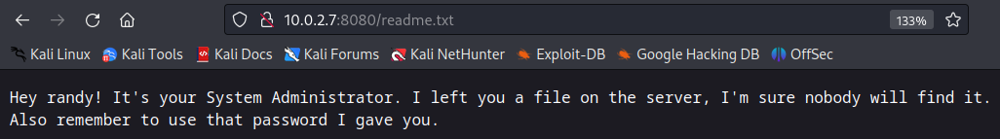 10.0.2.7:8080/readme.txt 133%
Kali Linux Kali Tools Kali Docs Kali Forums Kali NetHunter Exploit-DB Google Hacking DB OffSec
Hey randy! It's your System Administrator. I left you a file on the server, I'm sure nobody will find it.
Also remember to use that password I gave you.